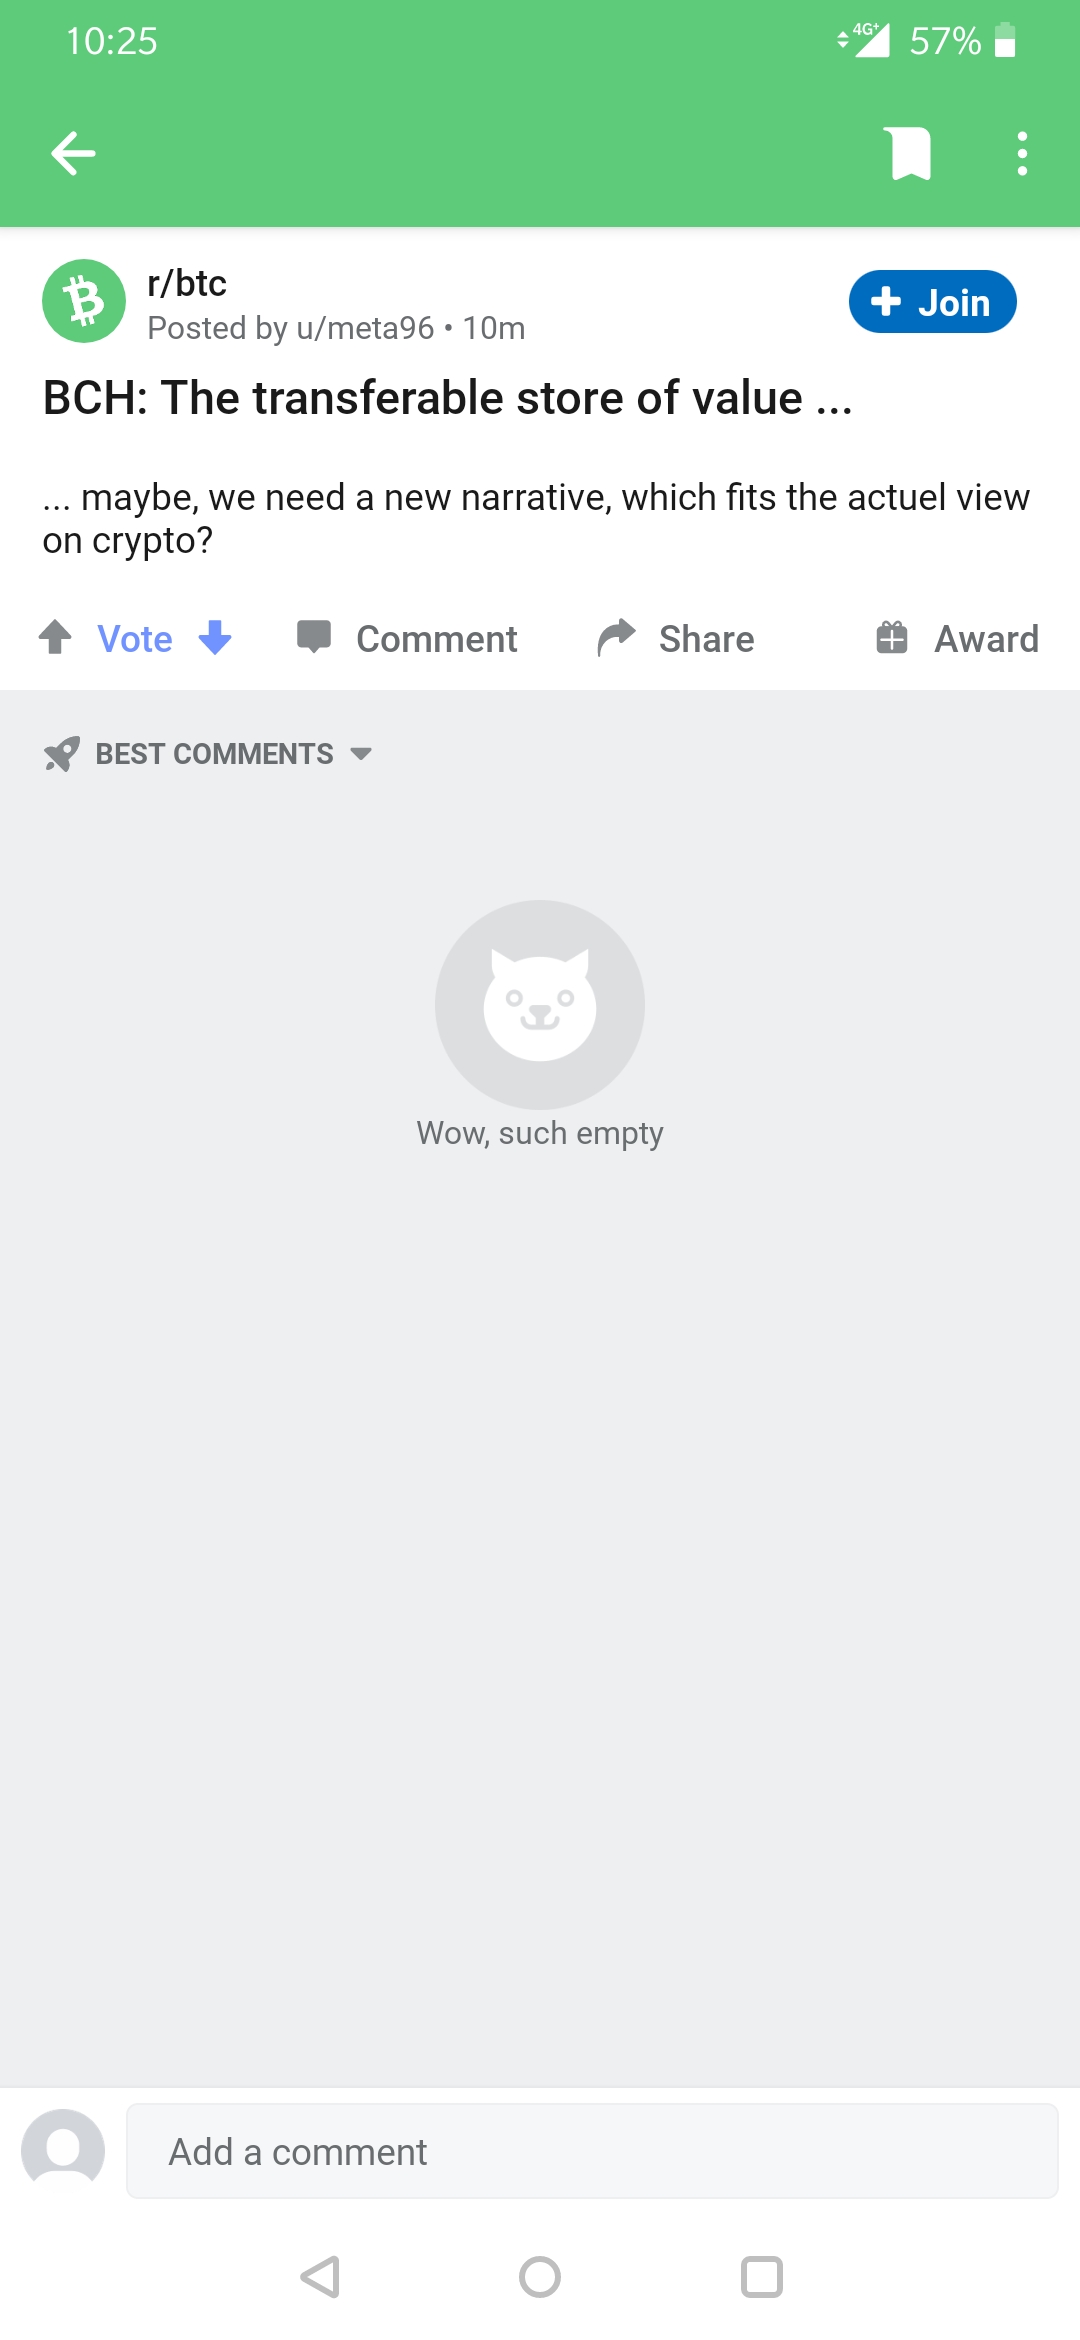 10:25
4G+ 57%
r/btc
Posted by u/meta96 • 10m
+ Join
BCH: The transferable store of value ...
... maybe, we need a new narrative, which fits the actuel view
on crypto?
Vote Comment Share Award
BEST COMMENTS
Wow, such empty
Add a comment